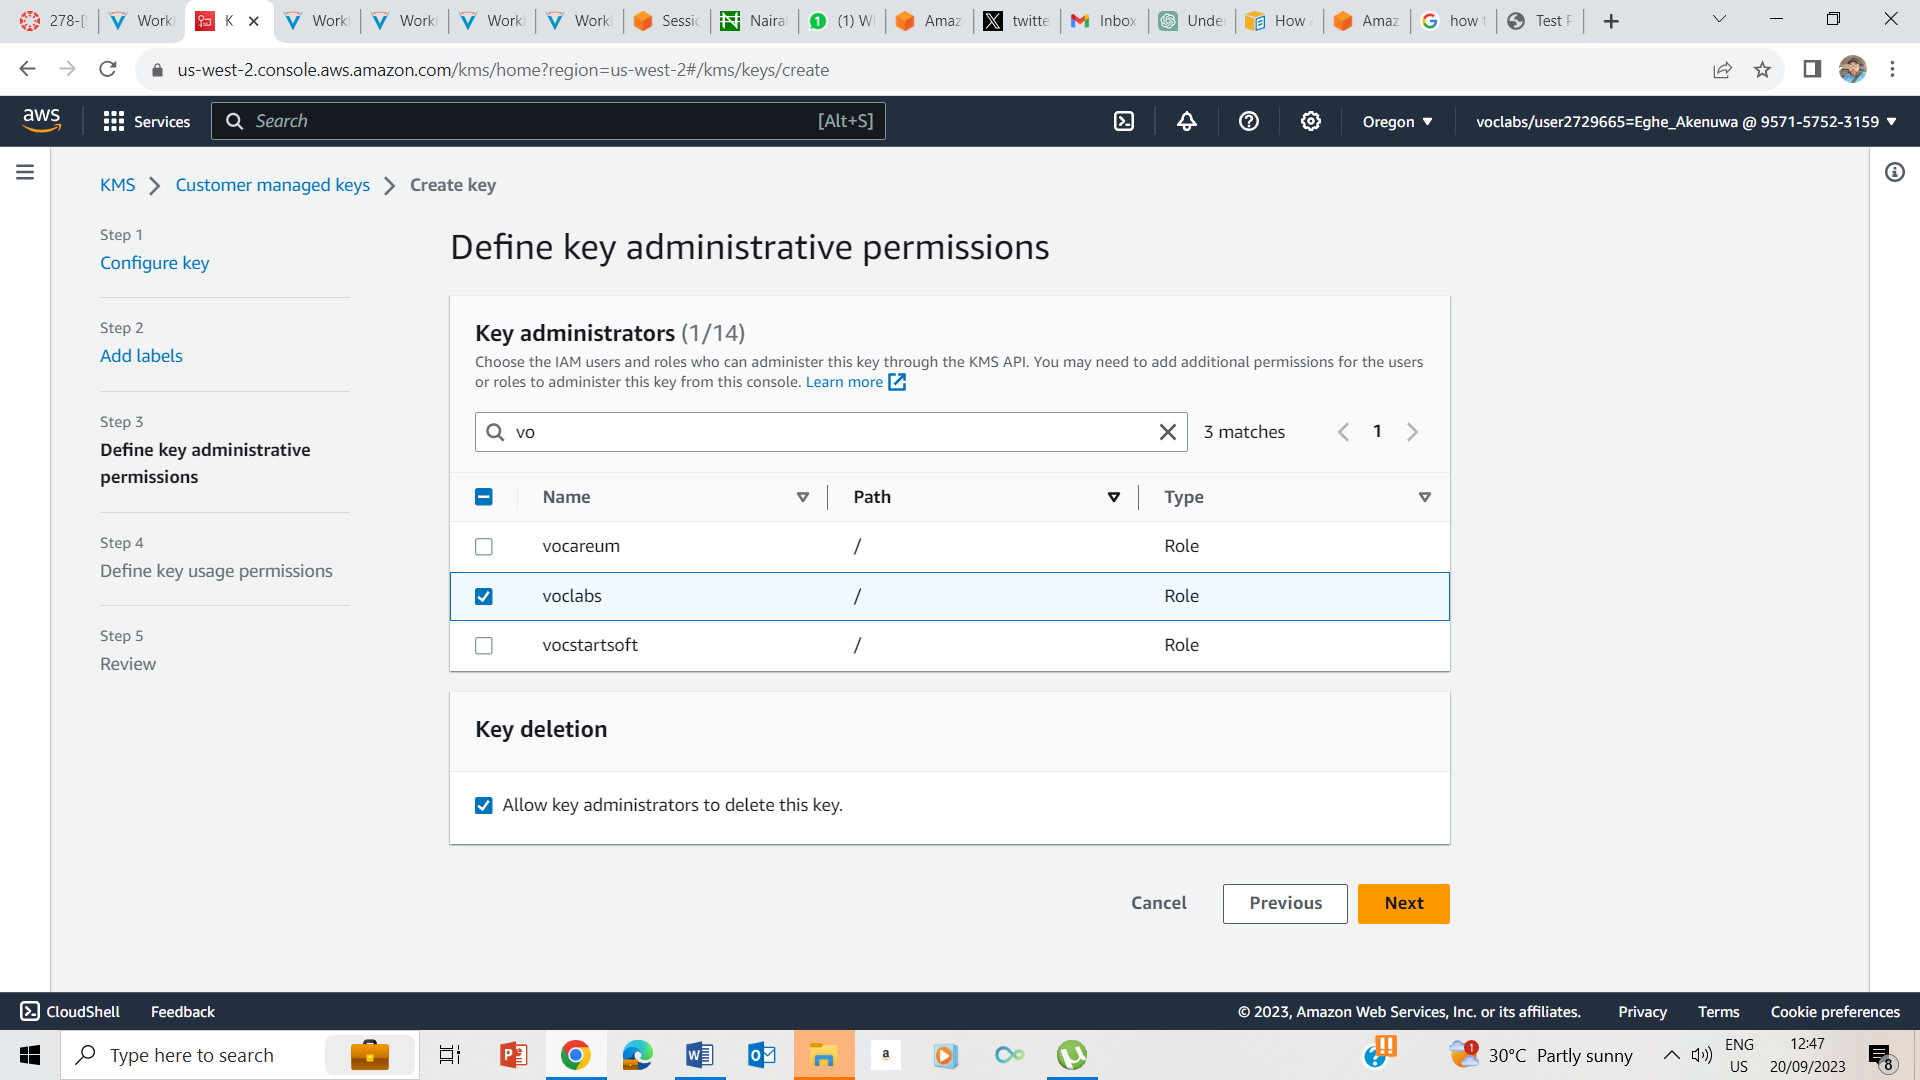 278-[S
Workl
K
Workl
Workl
Workl
Workl
Sessic
Nairal
(1) W
Amaz
twitte
Inbox
Under
How
Amaz
how t
Test P
us-west-2.console.aws.amazon.com/kms/home?region=us-west-2#/kms/keys/create
aws
Services
Search
[Alt+S]
Oregon
voclabs/user2729665=Eghe_Akenuwa @ 9571-5752-3159
KMS
Customer managed keys
Create key
Step 1
Configure key
Step 2
Add labels
Step 3
Define key administrative
permissions
Step 4
Define key usage permissions
Step 5
Review
Define key administrative permissions
Key administrators (1/14)
Choose the IAM users and roles who can administer this key through the KMS API. You may need to add additional permissions for the users
or roles to administer this key from this console. Learn more
vo
3 matches
1
Name
Path
Type
vocareum
/
Role
voclabs
/
Role
vocstartsoft
/
Role
Key deletion
Allow key administrators to delete this key.
Cancel
Previous
Next
CloudShell
Feedback
© 2023, Amazon Web Services, Inc. or its affiliates.
Privacy
Terms
Cookie preferences
Type here to search
30°C Partly sunny
ENG
US
12:47
20/09/2023
8